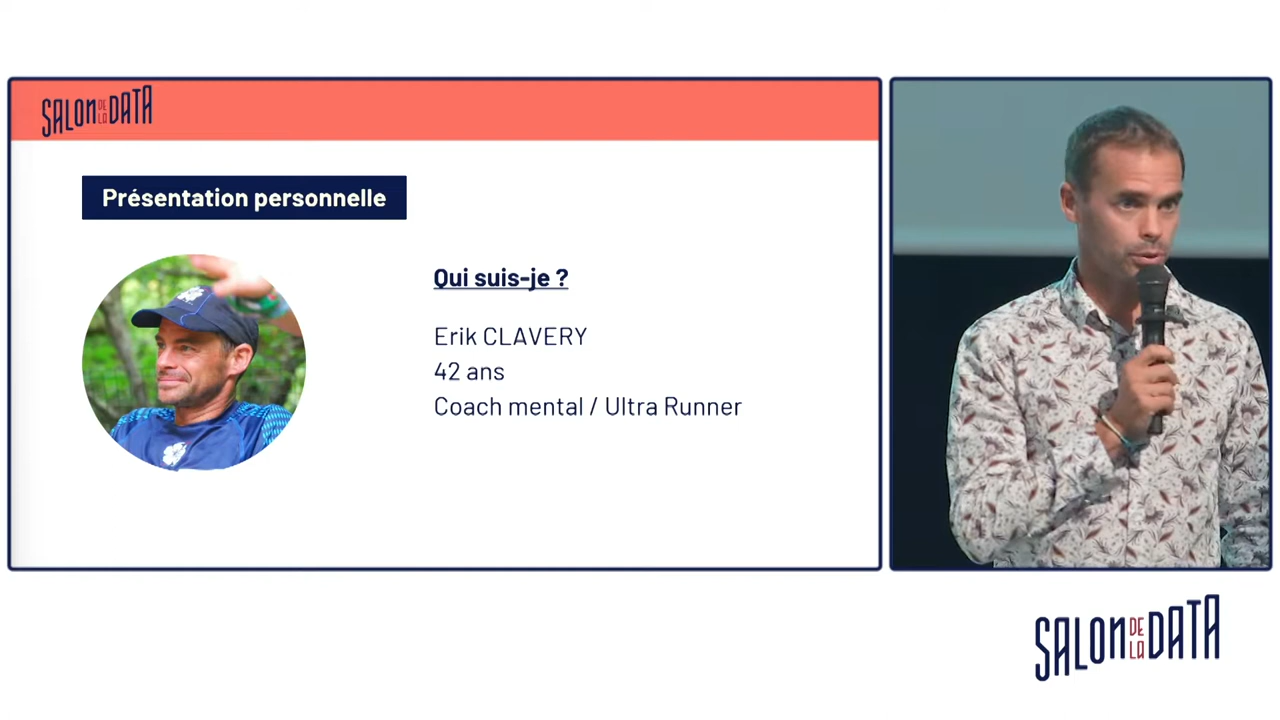 SALON DE LA DATA
Présentation personnelle
Qui suis-je ?
Erik CLAVERY
42 ans
Coach mental / Ultra Runner
SALON DE LA DATA